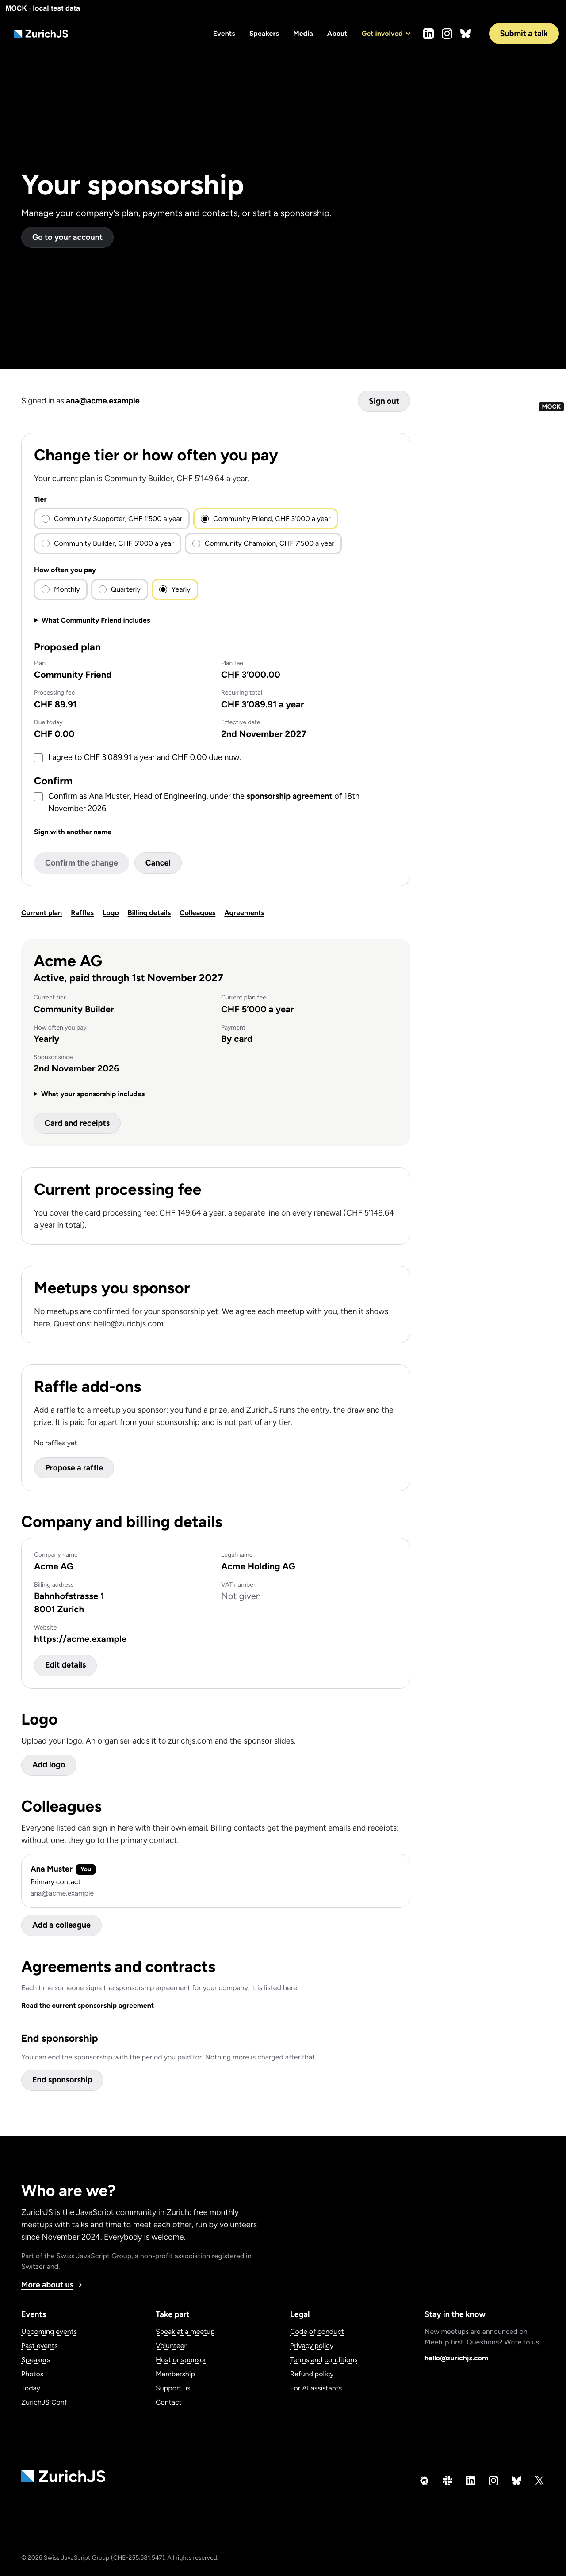 MOCK · local test data
ZurichJS
Events
Speakers
Media
About
Get involved
Submit a talk
Your sponsorship
Manage your company's plan, payments and contacts, or start a sponsorship.
Go to your account
Signed in as ana@acme.example
Sign out
MOCK
Change tier or how often you pay
Your current plan is Community Builder, CHF 5'149.64 a year.
Tier
Community Supporter, CHF 1'500 a year
Community Friend, CHF 3'000 a year
Community Builder, CHF 5'000 a year
Community Champion, CHF 7'500 a year
How often you pay
Monthly
Quarterly
Yearly
What Community Friend includes
Proposed plan
Plan
Community Friend
Plan fee
CHF 3'000.00
Processing fee
CHF 89.91
Recurring total
CHF 3'089.91 a year
Due today
CHF 0.00
Effective date
2nd November 2027
I agree to CHF 3'089.91 a year and CHF 0.00 due now.
Confirm
Confirm as Ana Muster, Head of Engineering, under the sponsorship agreement of 18th
November 2026.
Sign with another name
Confirm the change
Cancel
Current plan
Raffles
Logo
Billing details
Colleagues
Agreements
Acme AG
Active, paid through 1st November 2027
Current tier
Community Builder
Current plan fee
CHF 5'000 a year
How often you pay
Yearly
Payment
By card
Sponsor since
2nd November 2026
What your sponsorship includes
Card and receipts
Current processing fee
You cover the card processing fee: CHF 149.64 a year, a separate line on every renewal (CHF 5'149.64
a year in total).
Meetups you sponsor
No meetups are confirmed for your sponsorship yet. We agree each meetup with you, then it shows
here. Questions: hello@zurichjs.com.
Raffle add-ons
Add a raffle to a meetup you sponsor: you fund a prize, and ZurichJS runs the entry, the draw and the
prize. It is paid for apart from your sponsorship and is not part of any tier.
No raffles yet.
Propose a raffle
Company and billing details
Company name
Acme AG
Legal name
Acme Holding AG
Billing address
Bahnhofstrasse 1
8001 Zurich
VAT number
Not given
Website
https://acme.example
Edit details
Logo
Upload your logo. An organiser adds it to zurichjs.com and the sponsor slides.
Add logo
Colleagues
Everyone listed can sign in here with their own email. Billing contacts get the payment emails and receipts;
without one, they go to the primary contact.
Ana Muster You
Primary contact
ana@acme.example
Add a colleague
Agreements and contracts
Each time someone signs the sponsorship agreement for your company, it is listed here.
Read the current sponsorship agreement
End sponsorship
You can end the sponsorship with the period you paid for. Nothing more is charged after that.
End sponsorship
Who are we?
ZurichJS is the JavaScript community in Zurich: free monthly
meetups with talks and time to meet each other, run by volunteers
since November 2024. Everybody is welcome.
Part of the Swiss JavaScript Group, a non-profit association registered in
Switzerland.
More about us
Events
Upcoming events
Past events
Speakers
Photos
Today
ZurichJS Conf
Take part
Speak at a meetup
Volunteer
Host or sponsor
Membership
Support us
Contact
Legal
Code of conduct
Privacy policy
Terms and conditions
Refund policy
For AI assistants
Stay in the know
New meetups are announced on
Meetup first. Questions? Write to us.
hello@zurichjs.com
ZurichJS
© 2026 Swiss JavaScript Group (CHE-255.581.547). All rights reserved.